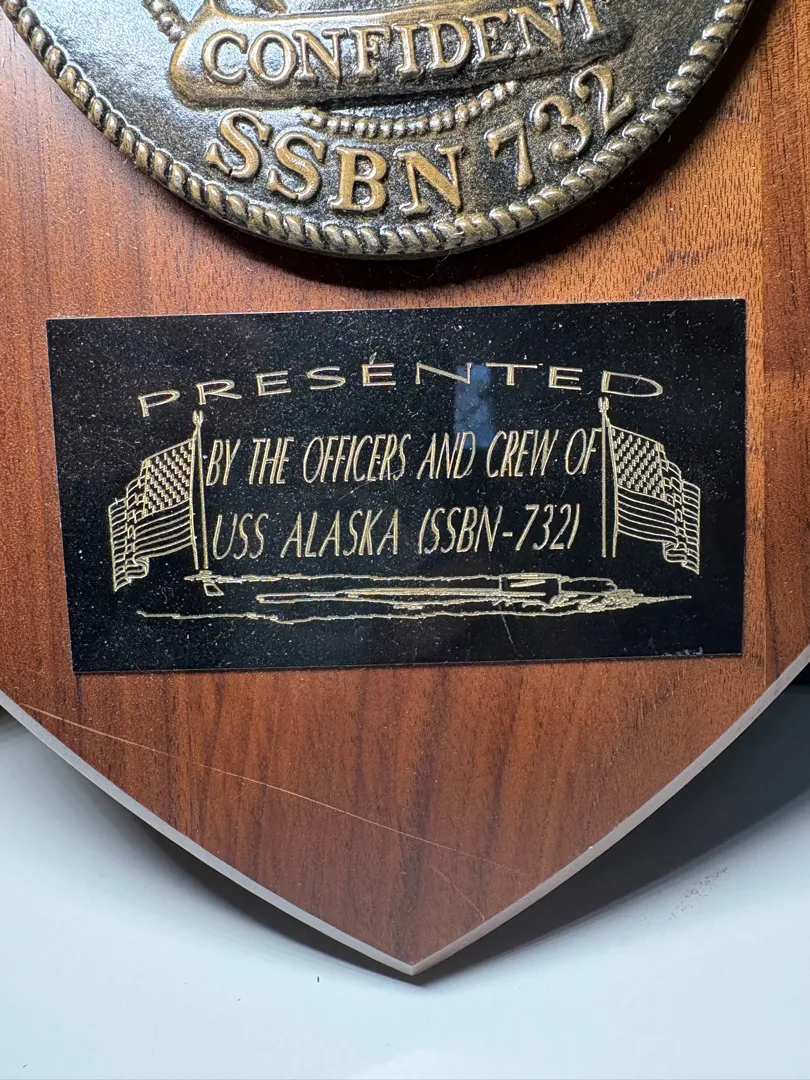 CONFIDENT
SSBN 732
PRESENTED
BY THE OFFICERS AND CREW OF
USS ALASKA (SSBN-732)